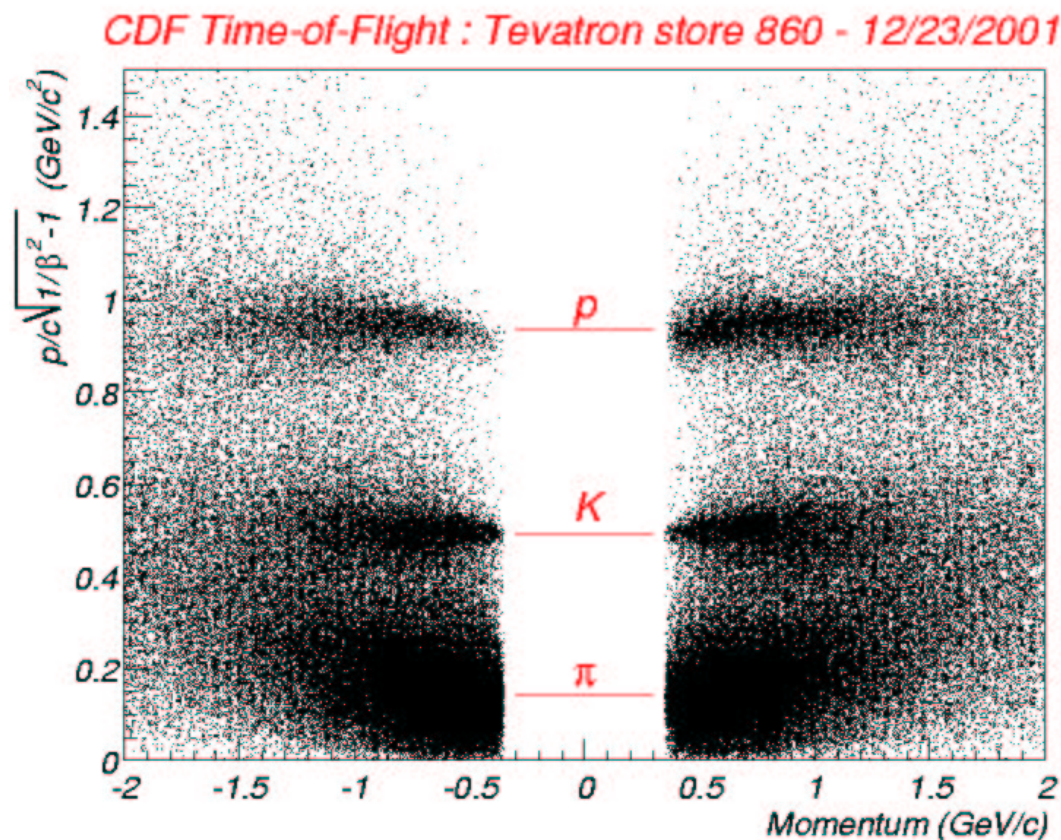 CDF Time-of-Flight : Tevatron store 860 - 12/23/2001
p/c√1/β²-1 (GeV/c²)
1.4
1.2
1
0.8
0.6
0.4
0.2
0
p
K
π
-2 -1.5 -1 -0.5 0 0.5 1 1.5 2
Momentum (GeV/c)